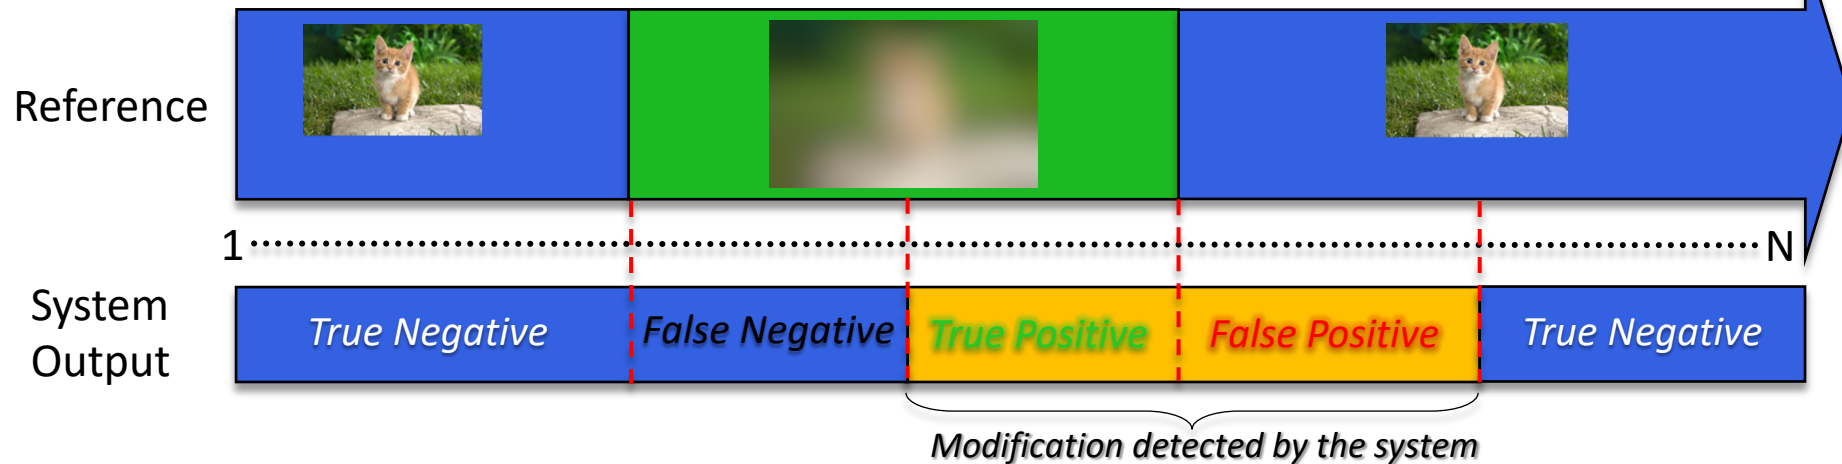 Reference
1
N
System
Output
True Negative
False Negative
True Positive
False Positive
True Negative
Modification detected by the system